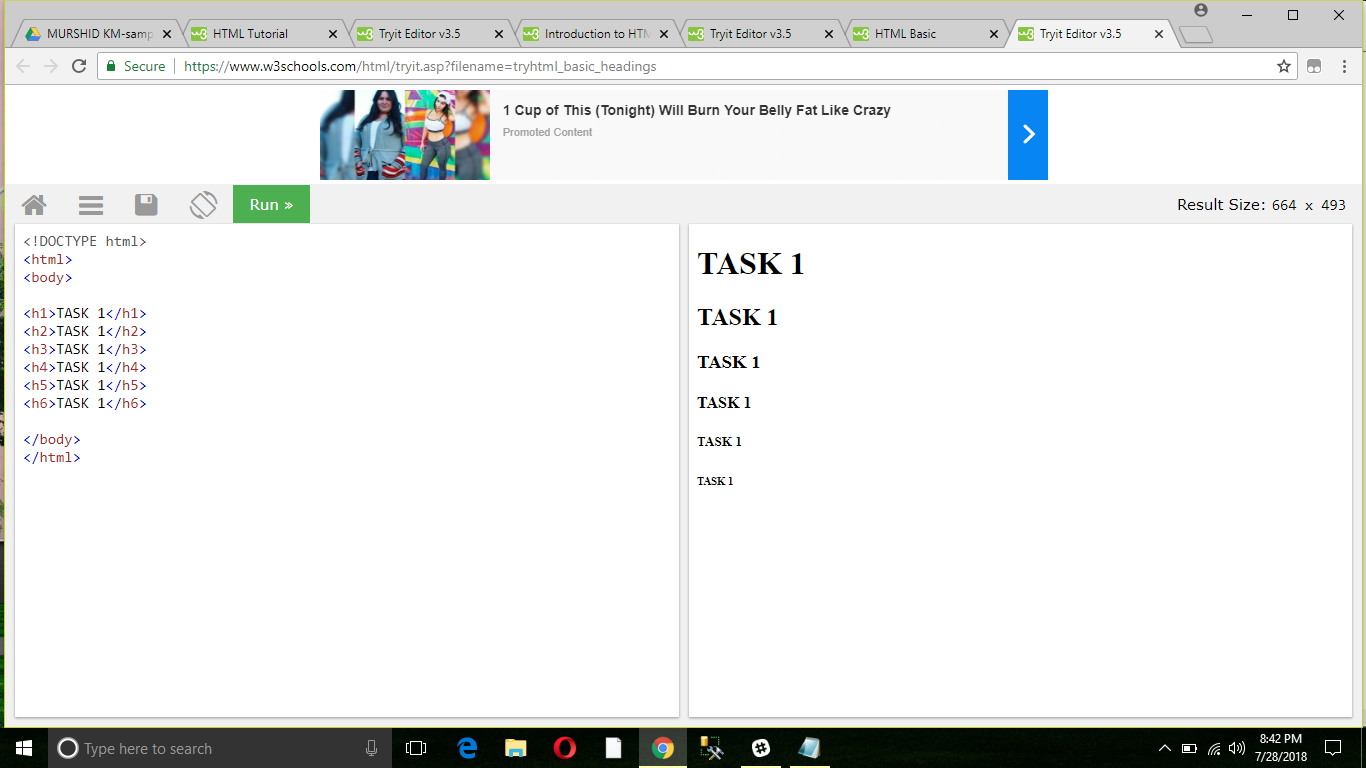 MURSHID KM-samp
HTML Tutorial
Tryit Editor v3.5
Introduction to HTM
Tryit Editor v3.5
HTML Basic
Tryit Editor v3.5
Secure
https://www.w3schools.com/html/tryit.asp?filename=tryhtml_basic_headings
1 Cup of This (Tonight) Will Burn Your Belly Fat Like Crazy
Promoted Content
Run »
Result Size: 664 x 493
<!DOCTYPE html>
<html>
<body>
<h1>TASK 1</h1>
<h2>TASK 1</h2>
<h3>TASK 1</h3>
<h4>TASK 1</h4>
<h5>TASK 1</h5>
<h6>TASK 1</h6>
</body>
</html>
TASK 1
TASK 1
TASK 1
TASK 1
TASK 1
TASK 1
Type here to search
8:42 PM
7/28/2018